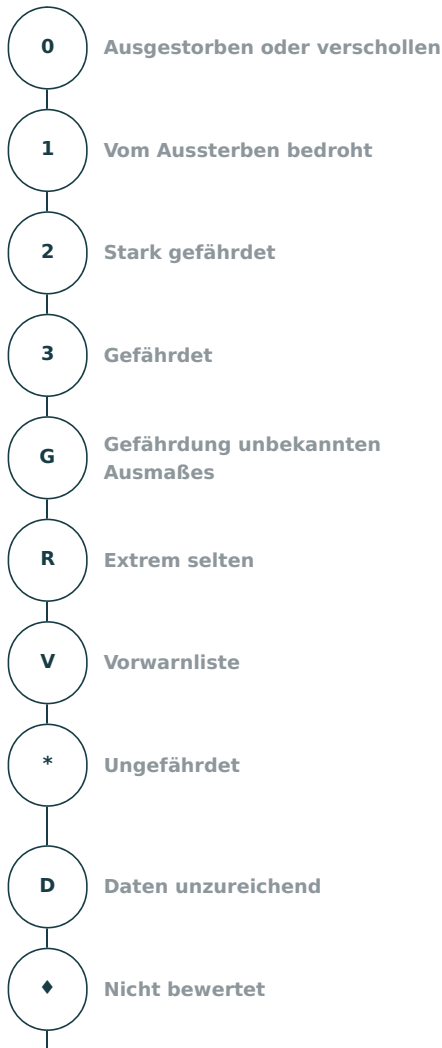 0 Ausgestorben oder verschollen
1 Vom Aussterben bedroht
2 Stark gefährdet
3 Gefährdet
G Gefährdung unbekannten
Ausmaßes
R Extrem selten
V Vorwarnliste
* Ungefährdet
D Daten unzureichend
♦ Nicht bewertet